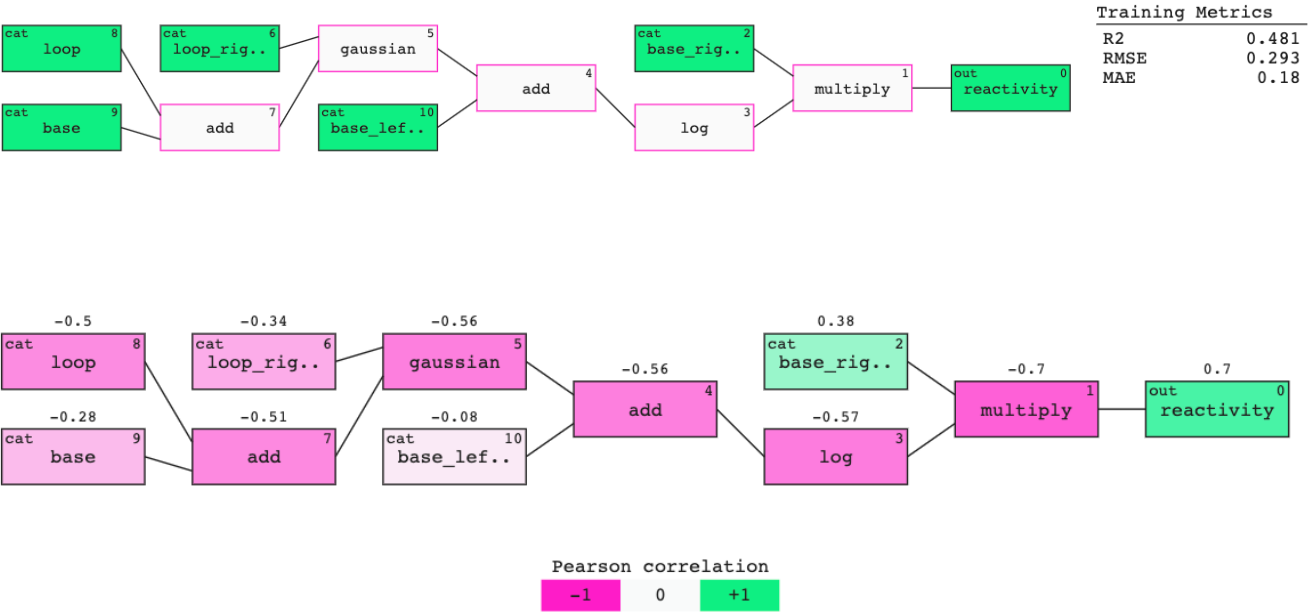 Training Metrics
R2 0.481
RMSE 0.293
MAE 0.18
cat 8 loop
cat 6 loop_rig..
5 gaussian
cat 2 base_rig..
4 add
1 multiply
out 0 reactivity
cat 9 base
7 add
cat 10 base_lef..
3 log
-0.5
cat 8 loop
-0.34
cat 6 loop_rig..
-0.56
5 gaussian
0.38
cat 2 base_rig..
-0.56
4 add
-0.7
1 multiply
0.7
out 0 reactivity
-0.28
cat 9 base
-0.51
7 add
-0.08
cat 10 base_lef..
-0.57
3 log
Pearson correlation
-1 0 +1